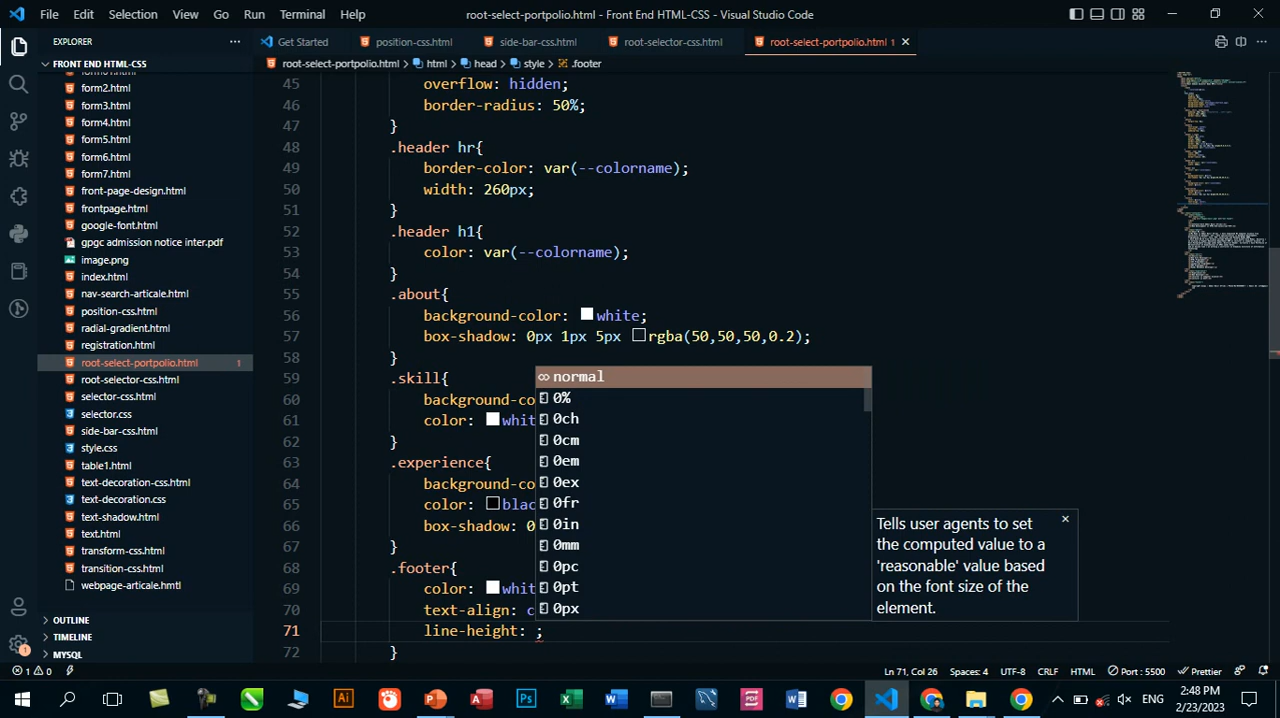 File Edit Selection View Go Run Terminal Help
root-select-portpolio.html - Front End HTML-CSS - Visual Studio Code
EXPLORER
Get Started
position-css.html
side-bar-css.html
root-selector-css.html
root-select-portpolio.html 1
FRONT END HTML-CSS
root-select-portpolio.html > html > head > style > .footer
form2.html
form3.html
form4.html
form5.html
form6.html
form7.html
front-page-design.html
frontpage.html
google-font.html
gpgc admission notice inter.pdf
image.png
index.html
nav-search-articale.html
position-css.html
radial-gradient.html
registration.html
root-select-portpolio.html 1
root-selector-css.html
selector-css.html
selector.css
side-bar-css.html
style.css
table1.html
text-decoration-css.html
text-decoration.css
text-shadow.html
text.html
transform-css.html
transition-css.html
webpage-articale.hmtl
OUTLINE
TIMELINE
MYSQL
45 overflow: hidden;
46 border-radius: 50%;
47 }
48 .header hr{
49 border-color: var(--colorname);
50 width: 260px;
51 }
52 .header h1{
53 color: var(--colorname);
54 }
55 .about{
56 background-color: white;
57 box-shadow: 0px 1px 5px rgba(50,50,50,0.2);
58 }
59 .skill{
60 background-co
61 color: whit
62 }
63 .experience{
64 background-co
65 color: blac
66 box-shadow: 0
67 }
68 .footer{
69 color: whit
70 text-align: c
71 line-height: ;
72 }
normal
0%
0ch
0cm
0em
0ex
0fr
0in
0mm
0pc
0pt
0px
Tells user agents to set
the computed value to a
'reasonable' value based
on the font size of the
element.
1 0
Ln 71, Col 26 Spaces: 4 UTF-8 CRLF HTML Port : 5500 Prettier
ENG
2:48 PM
2/23/2023